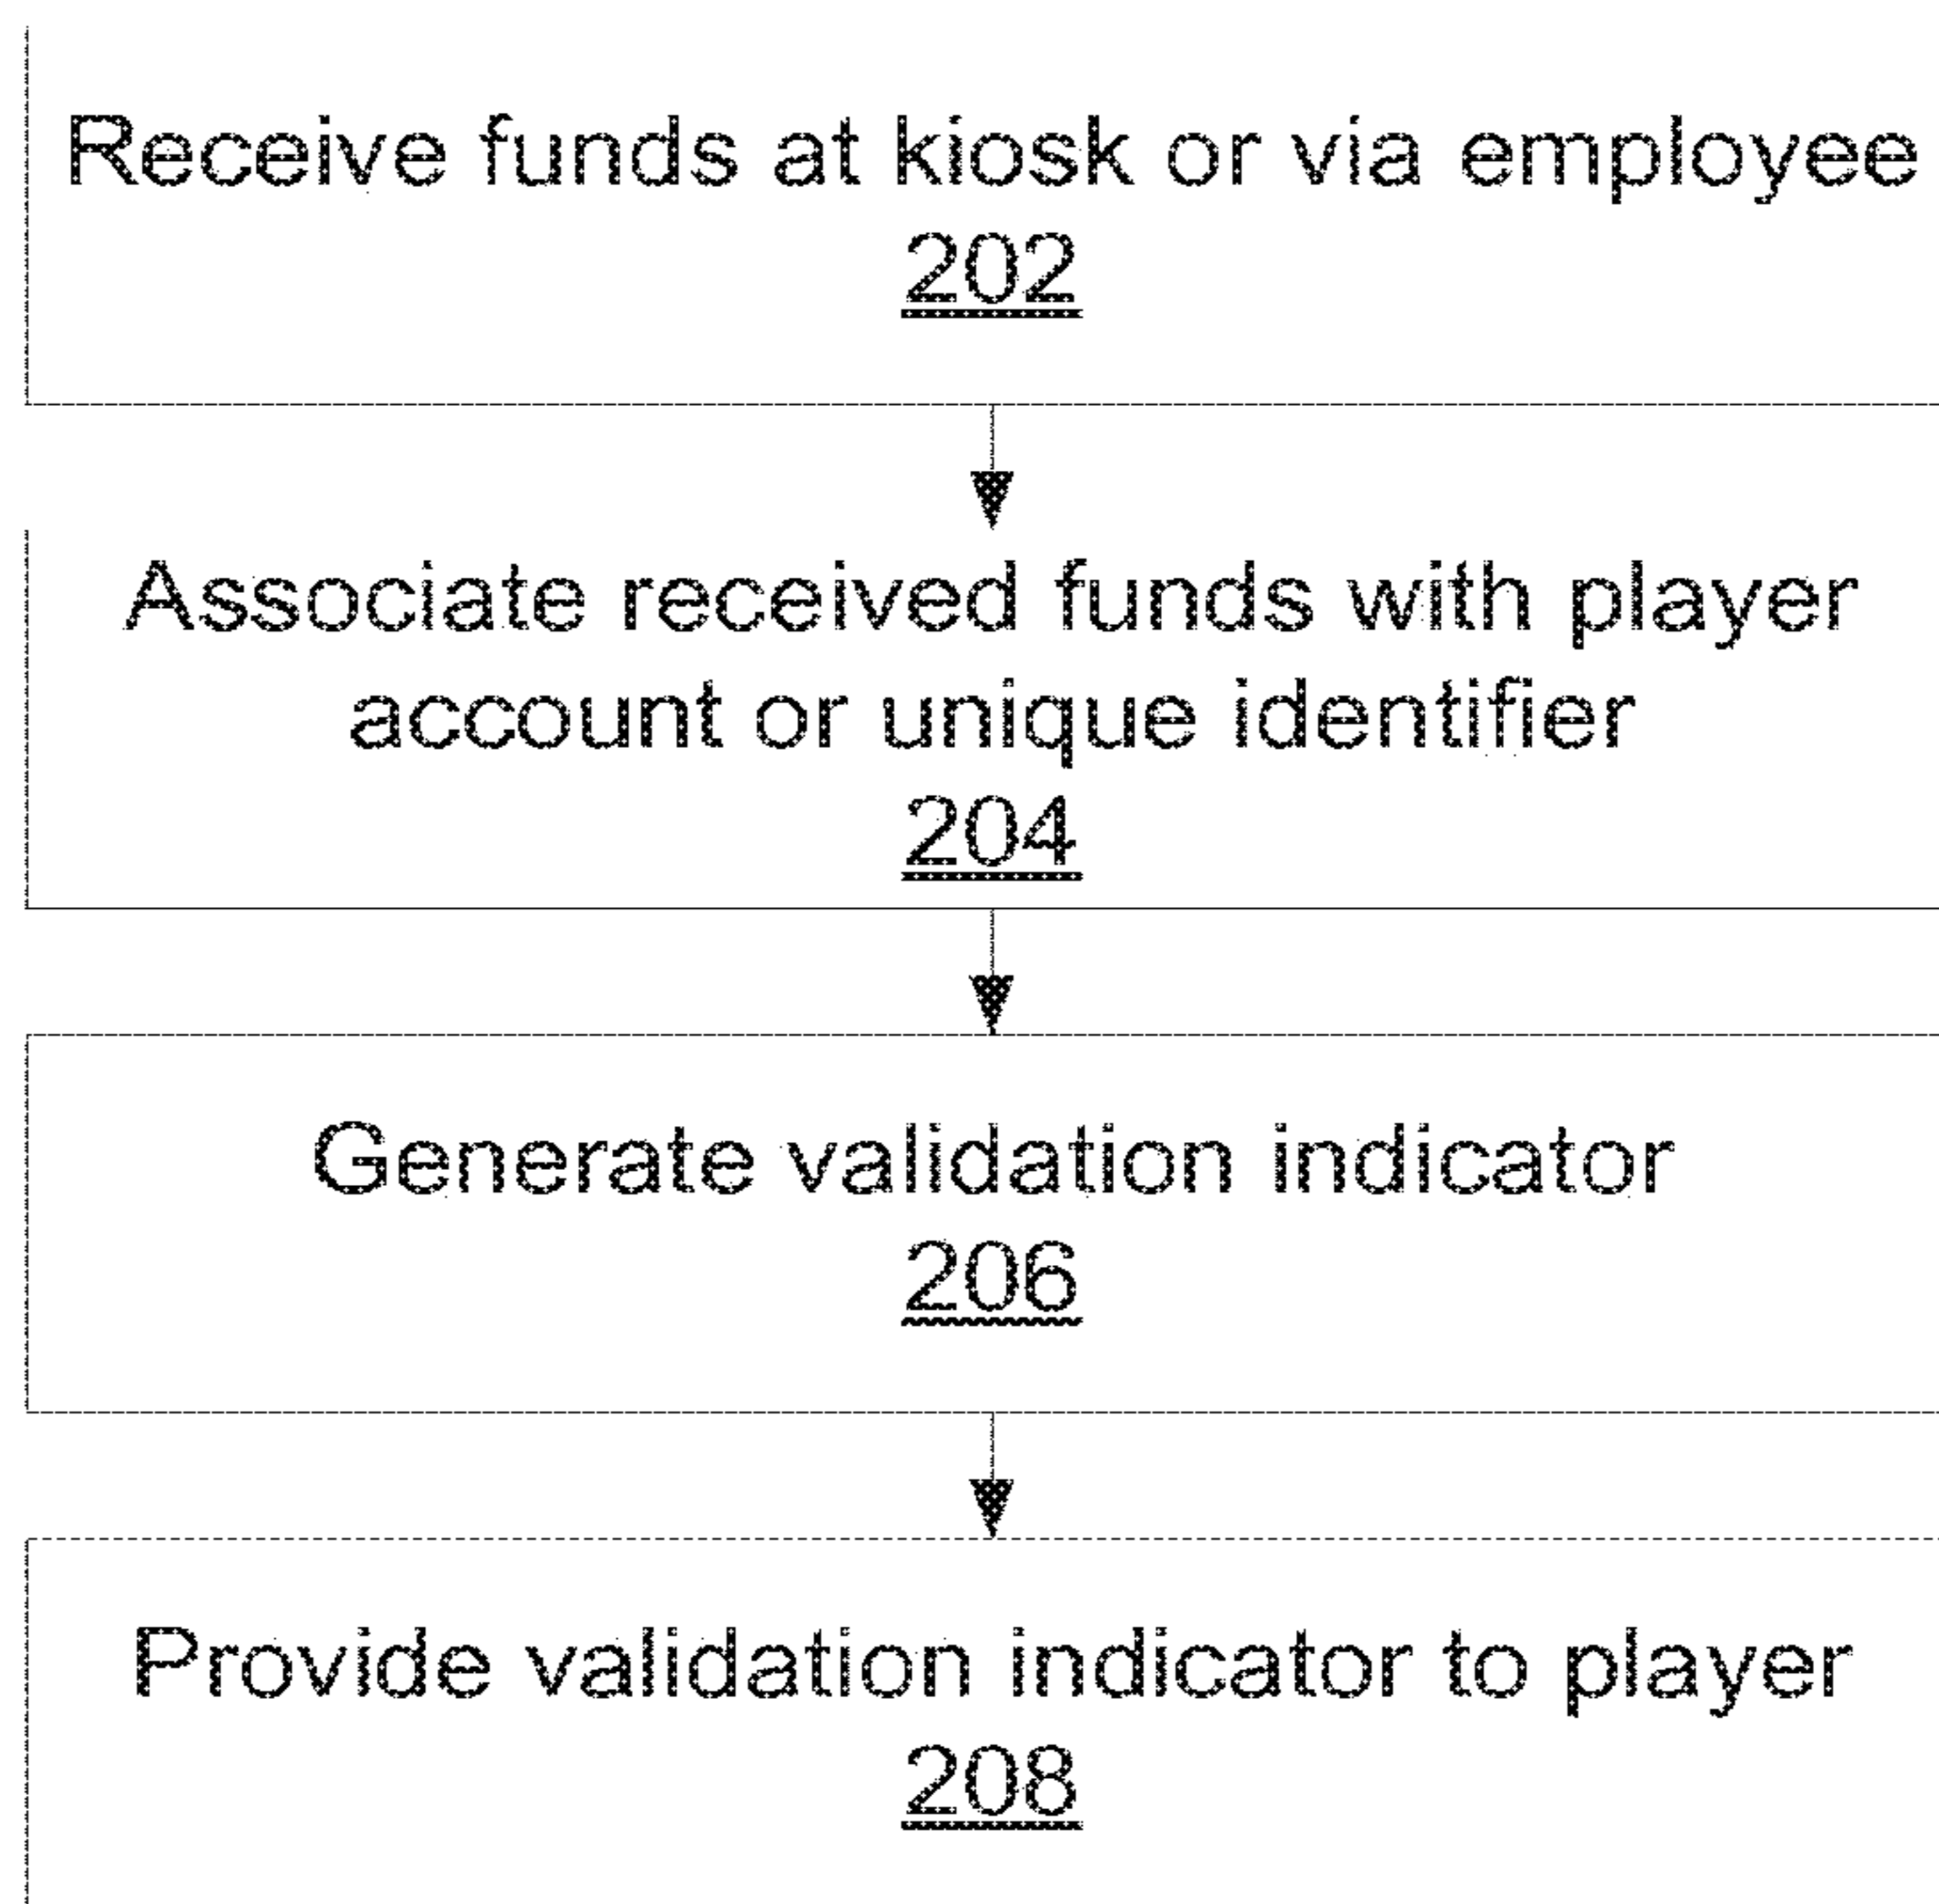 Receive funds at kiosk or via employee
202
Associate received funds with player
account or unique identifier
204
Generate validation indicator
206
Provide validation indicator to player
208